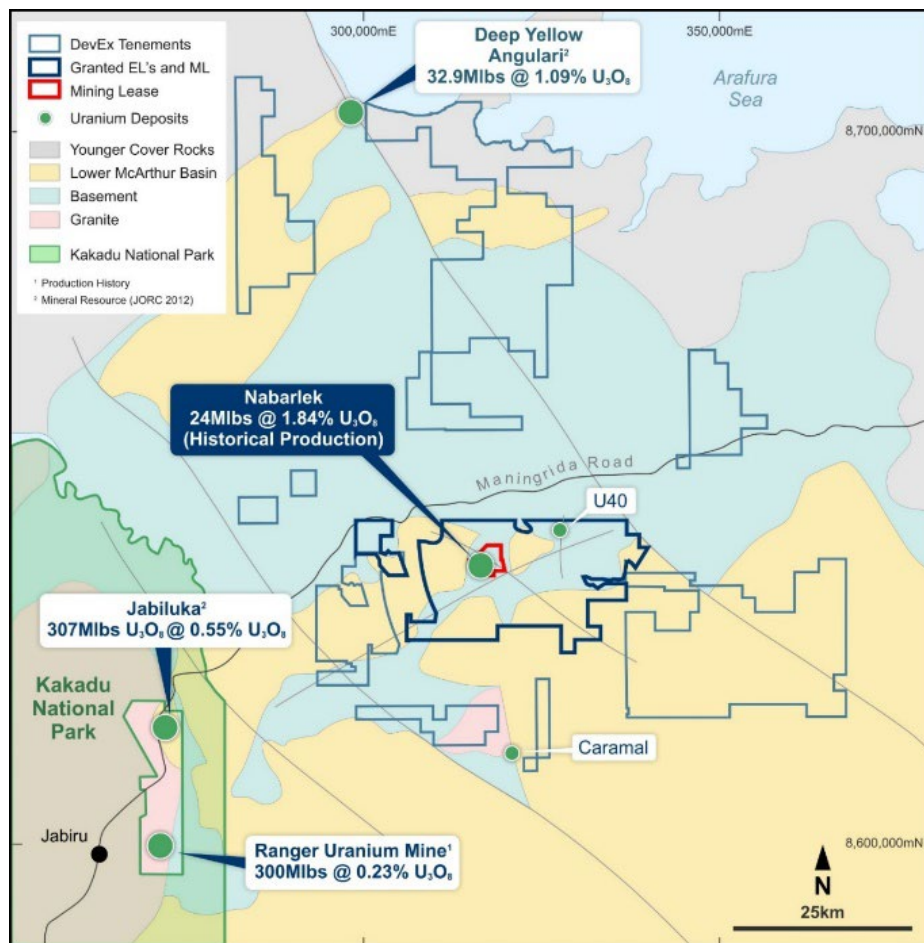 DevEx Tenements
Granted EL's and ML
Mining Lease
Uranium Deposits
Younger Cover Rocks
Lower McArthur Basin
Basement
Granite
Kakadu National Park
¹ Production History
² Mineral Resource (JORC 2012)
300,000mE
350,000mE
Deep Yellow
Angulari²
32.9Mlbs @ 1.09% U₃O₈
Arafura
Sea
8,700,000mN
Nabarlek
24Mlbs @ 1.84% U₃O₈
(Historical Production)
Maningrida Road
U40
Jabiluka²
307Mlbs U₃O₈ @ 0.55% U₃O₈
Kakadu
National
Park
Caramal
Jabiru
Ranger Uranium Mine¹
300Mlbs @ 0.23% U₃O₈
8,600,000mN
N
25km